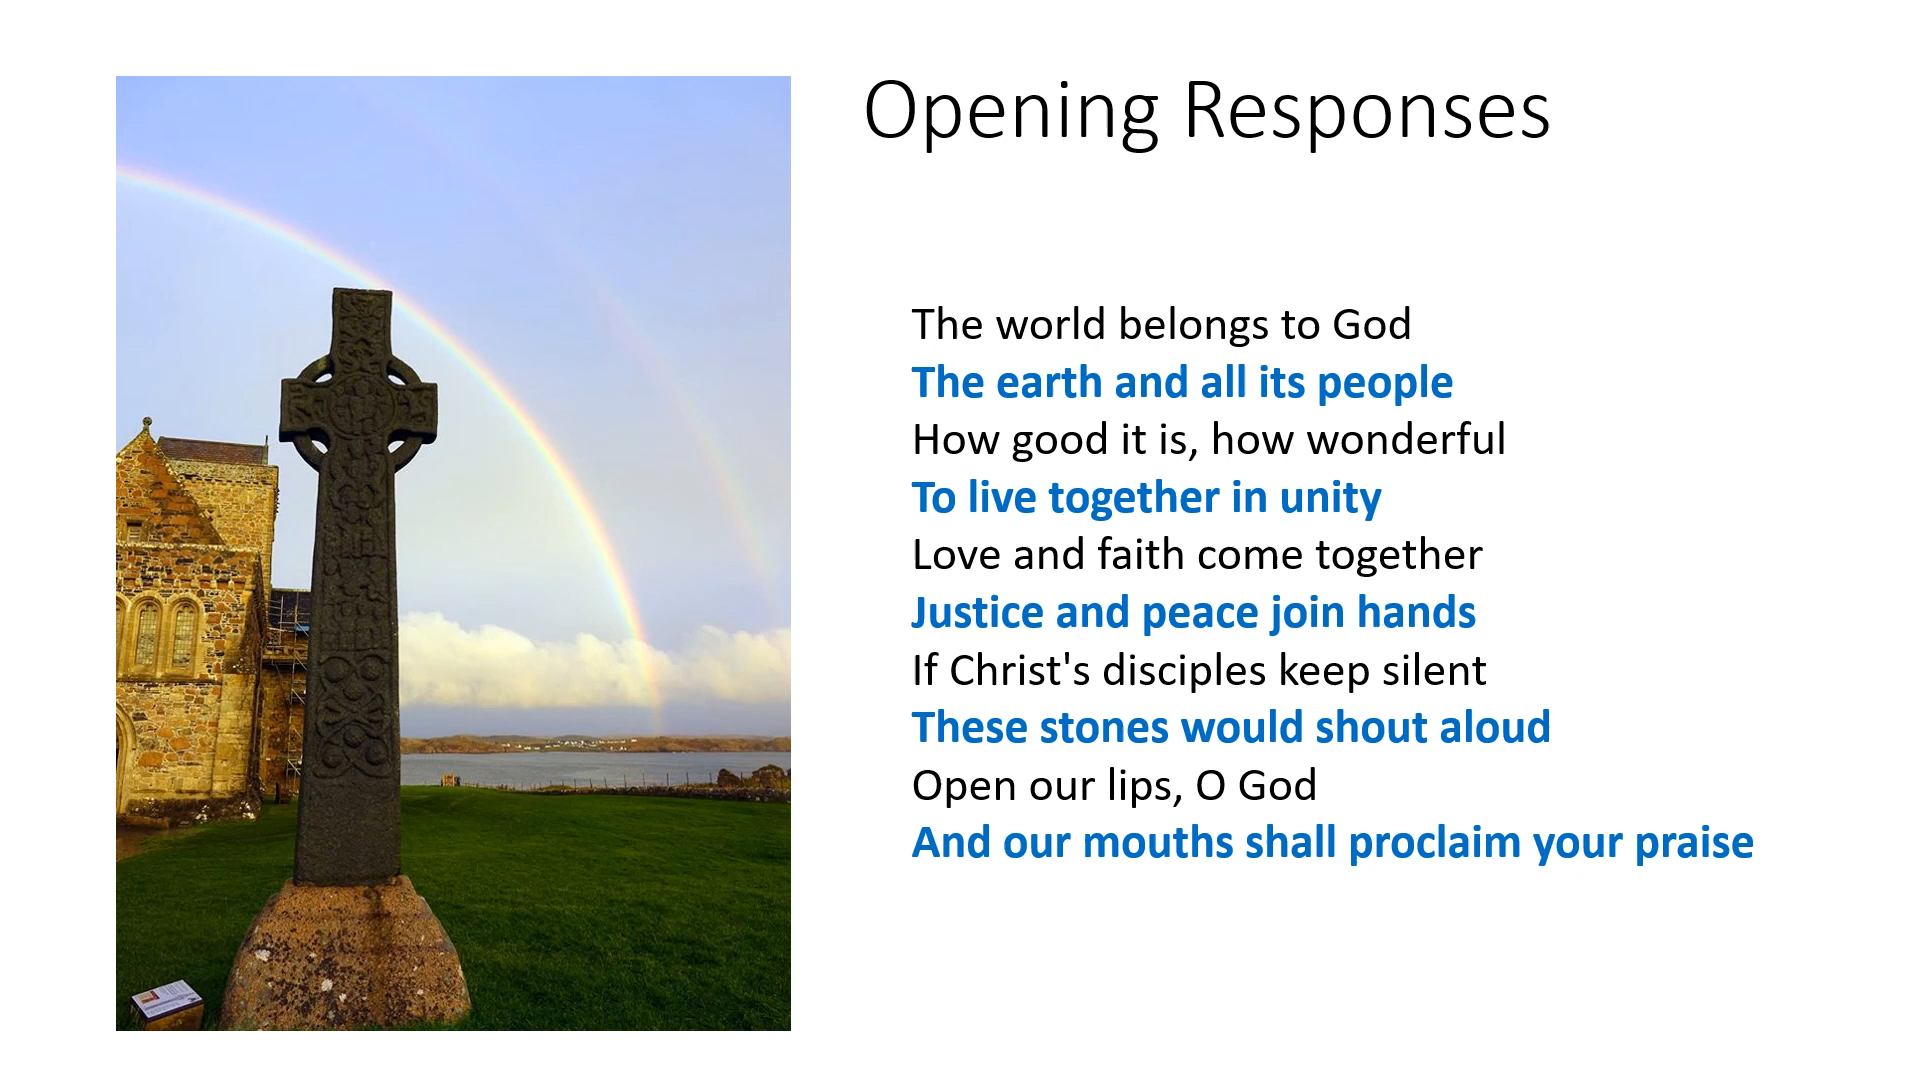 Opening Responses
The world belongs to God
The earth and all its people
How good it is, how wonderful
To live together in unity
Love and faith come together
Justice and peace join hands
If Christ's disciples keep silent
These stones would shout aloud
Open our lips, O God
And our mouths shall proclaim your praise